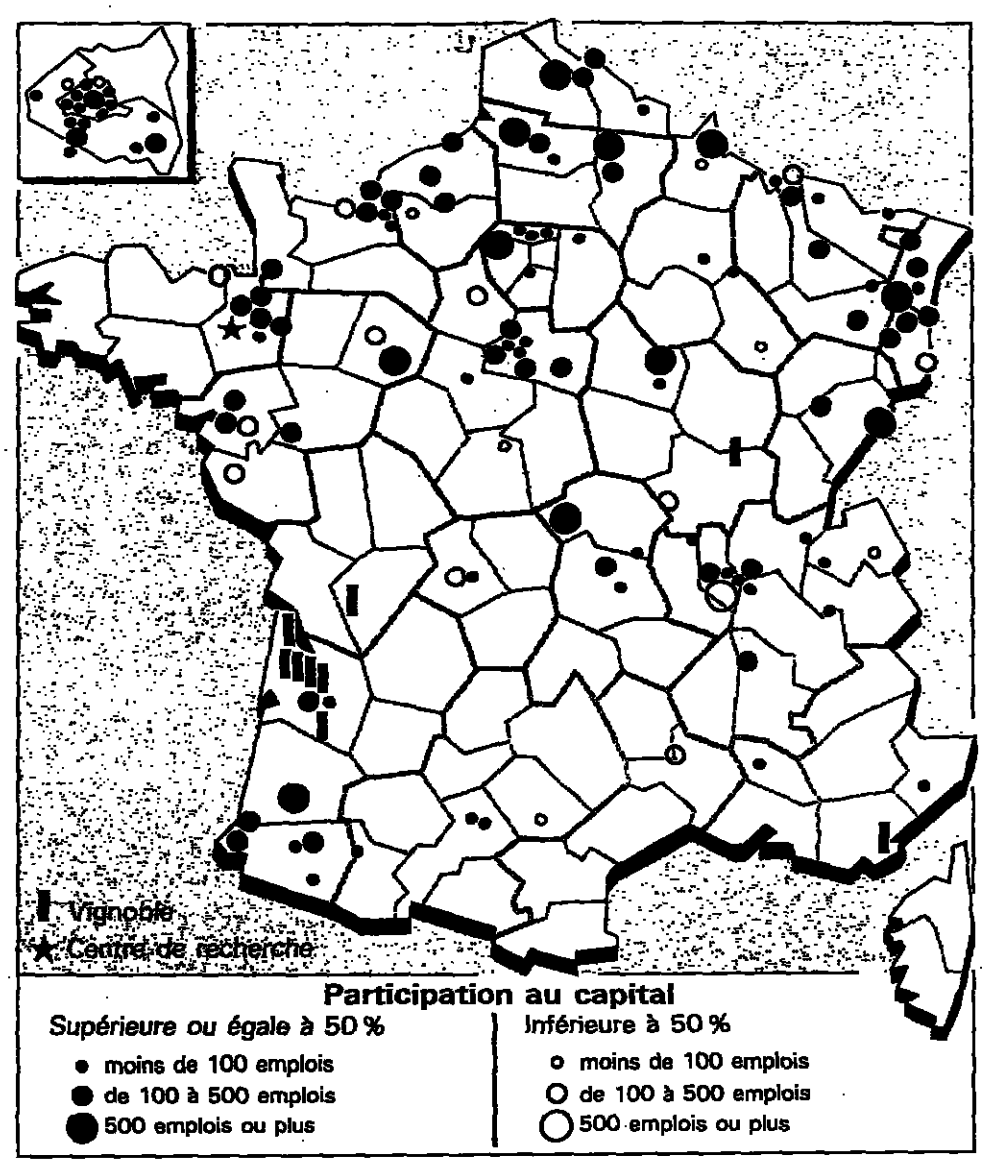 Vignoble
Centre de recherche
Participation au capital
Supérieure ou égale à 50 %
moins de 100 emplois
de 100 à 500 emplois
500 emplois ou plus
Inférieure à 50 %
moins de 100 emplois
de 100 à 500 emplois
500 emplois ou plus